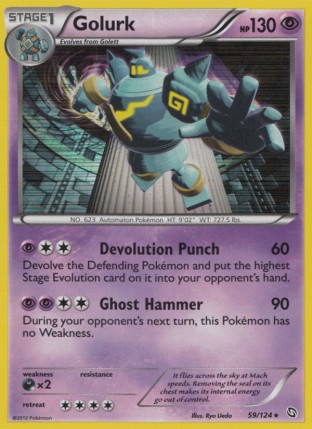 STAGE1 Golurk HP130
Evolves from Golett
NO. 623 Automaton Pokémon HT: 9'02" WT: 727.5 lbs.
Devolution Punch 60
Devolve the Defending Pokémon and put the highest
Stage Evolution card on it into your opponent's hand.
Ghost Hammer 90
During your opponent's next turn, this Pokémon has
no Weakness.
weakness resistance
×2
retreat
It flies across the sky at Mach
speeds. Removing the seal on its
chest makes its internal energy
go out of control.
©2012 Pokémon
Illus. Ryo Ueda
59/124